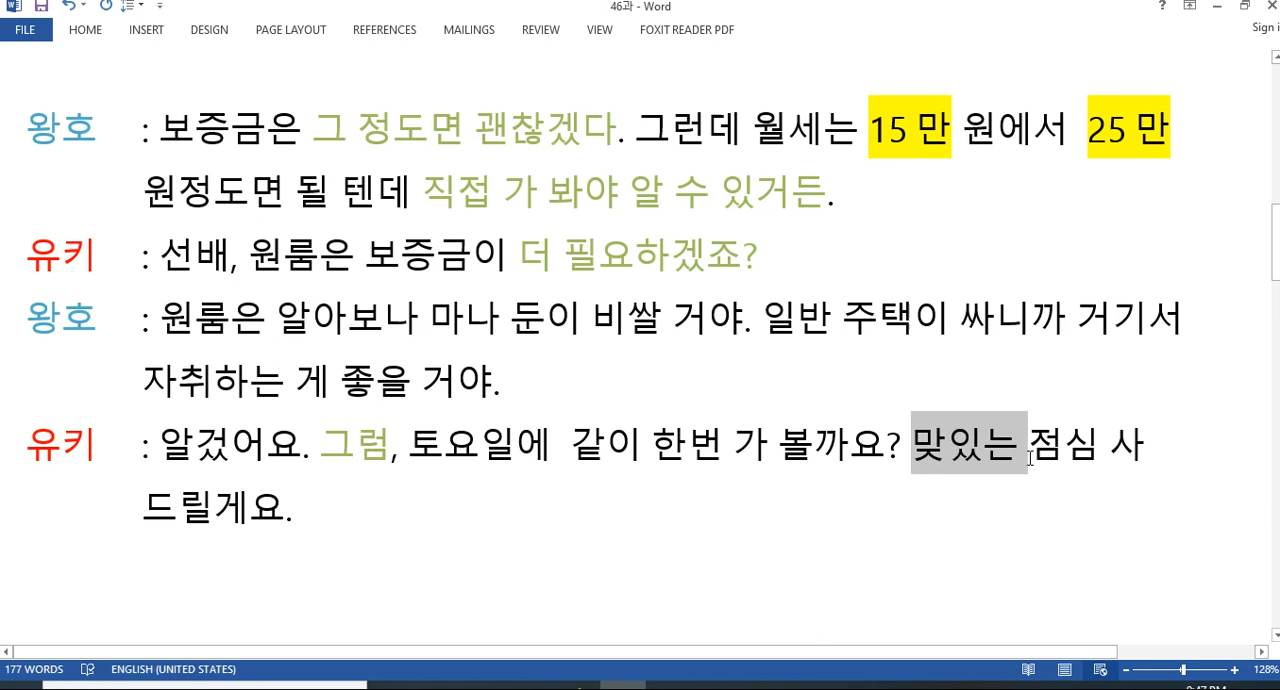 46과 - Word
?
FILE HOME INSERT DESIGN PAGE LAYOUT REFERENCES MAILINGS REVIEW VIEW FOXIT READER PDF Sign i
왕호 : 보증금은 그 정도면 괜찮겠다. 그런데 월세는 15 만 원에서 25 만
원정도면 될 텐데 직접 가 봐야 알 수 있거든.
유키 : 선배, 원룸은 보증금이 더 필요하겠죠?
왕호 : 원룸은 알아보나 마나 둔이 비쌀 거야. 일반 주택이 싸니까 거기서
자취하는 게 좋을 거야.
유키 : 알겄어요. 그럼, 토요일에 같이 한번 가 볼까요? 맞있는 점심 사
드릴게요.
177 WORDS ENGLISH (UNITED STATES) 128%